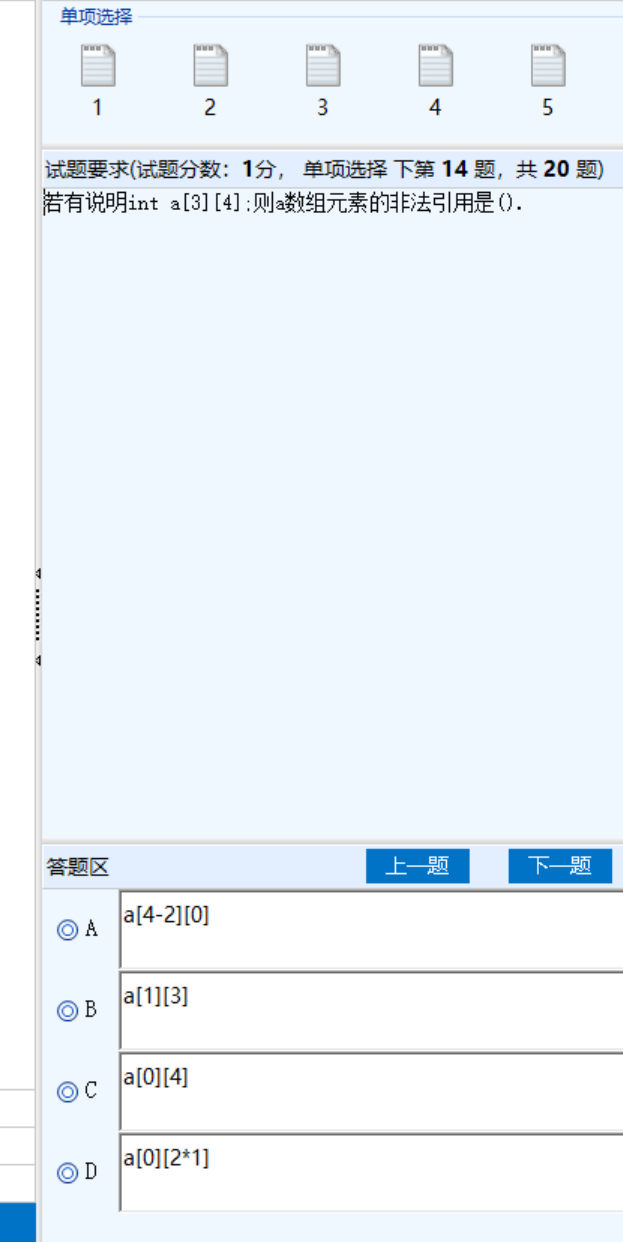 单项选择
1 2 3 4 5
试题要求(试题分数：1分， 单项选择 下第 14 题，共 20 题)
若有说明int a[3][4];则a数组元素的非法引用是().
答题区 上一题 下一题
A a[4-2][0]
B a[1][3]
C a[0][4]
D a[0][2*1]